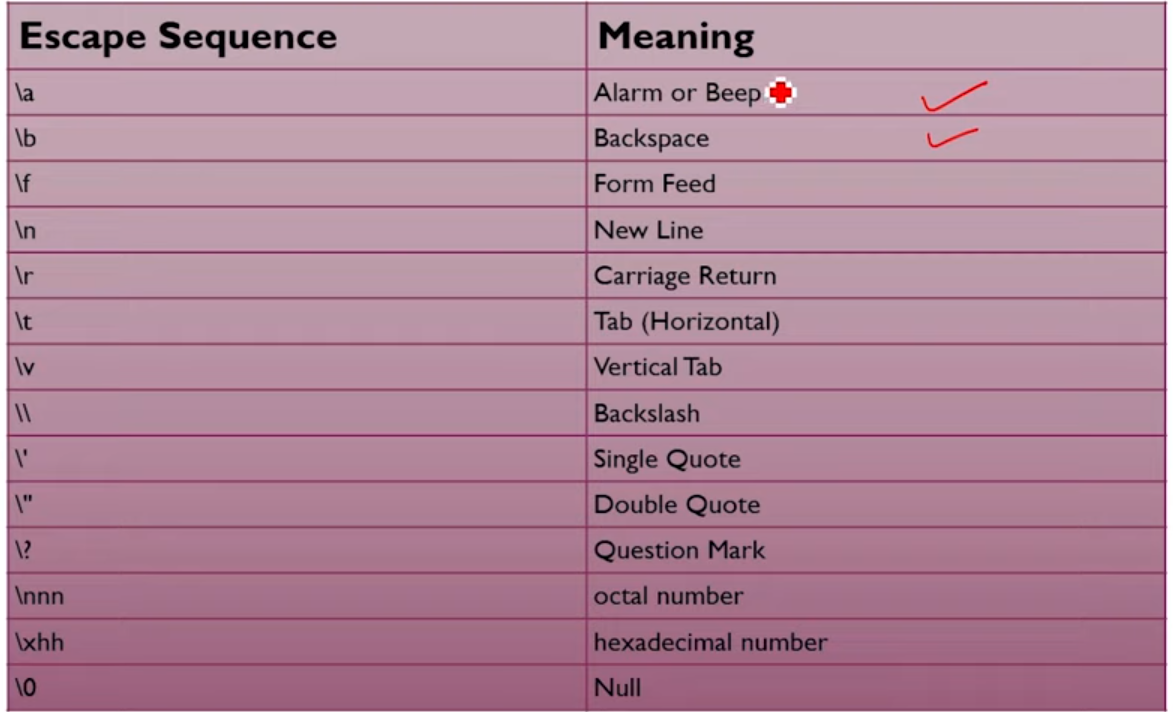 Escape Sequence Meaning
\a Alarm or Beep
\b Backspace
\f Form Feed
\n New Line
\r Carriage Return
\t Tab (Horizontal)
\v Vertical Tab
\\ Backslash
\' Single Quote
\" Double Quote
\? Question Mark
\nnn octal number
\xhh hexadecimal number
\0 Null